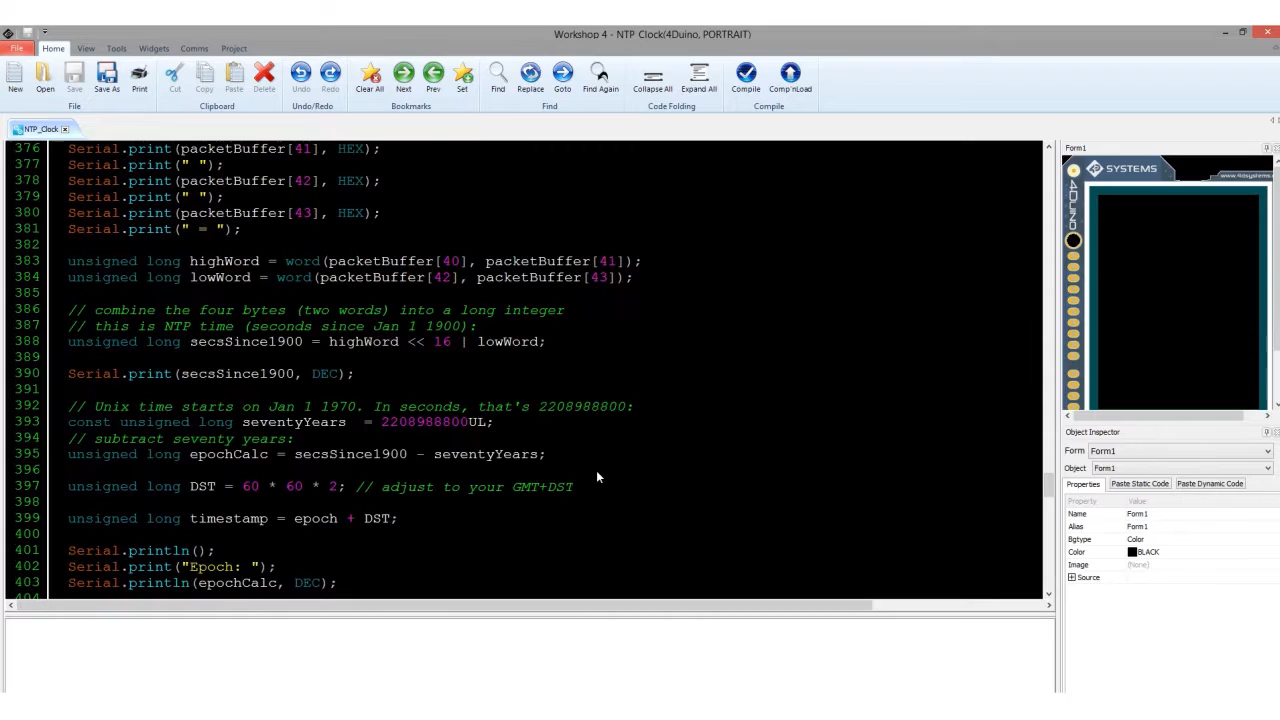 Workshop 4 - NTP Clock(4Duino, PORTRAIT)
File Home View Tools Widgets Comms Project
New Open Save Save As Print Cut Copy Paste Delete Undo Redo Clear All Next Prev Set Find Replace Goto Find Again Collapse All Expand All Compile Comp'nLoad
File Clipboard Undo/Redo Bookmarks Find Code Folding Compile
NTP_Clock
376 Serial.print(packetBuffer[41], HEX);
377 Serial.print(" ");
378 Serial.print(packetBuffer[42], HEX);
379 Serial.print(" ");
380 Serial.print(packetBuffer[43], HEX);
381 Serial.print(" = ");
382
383 unsigned long highWord = word(packetBuffer[40], packetBuffer[41]);
384 unsigned long lowWord = word(packetBuffer[42], packetBuffer[43]);
385
386 // combine the four bytes (two words) into a long integer
387 // this is NTP time (seconds since Jan 1 1900):
388 unsigned long secsSince1900 = highWord << 16 | lowWord;
389
390 Serial.print(secsSince1900, DEC);
391
392 // Unix time starts on Jan 1 1970. In seconds, that's 2208988800:
393 const unsigned long seventyYears = 2208988800UL;
394 // subtract seventy years:
395 unsigned long epochCalc = secsSince1900 - seventyYears;
396
397 unsigned long DST = 60 * 60 * 2; // adjust to your GMT+DST
398
399 unsigned long timestamp = epoch + DST;
400
401 Serial.println();
402 Serial.print("Epoch: ");
403 Serial.println(epochCalc, DEC);
404
Form1
4D SYSTEMS
www.4dsystems
4DUINO
Object Inspector
Form Form1
Object Form1
Properties Paste Static Code Paste Dynamic Code
Property Value
Name Form1
Alias Form1
Bgtype Color
Color BLACK
Image (None)
Source